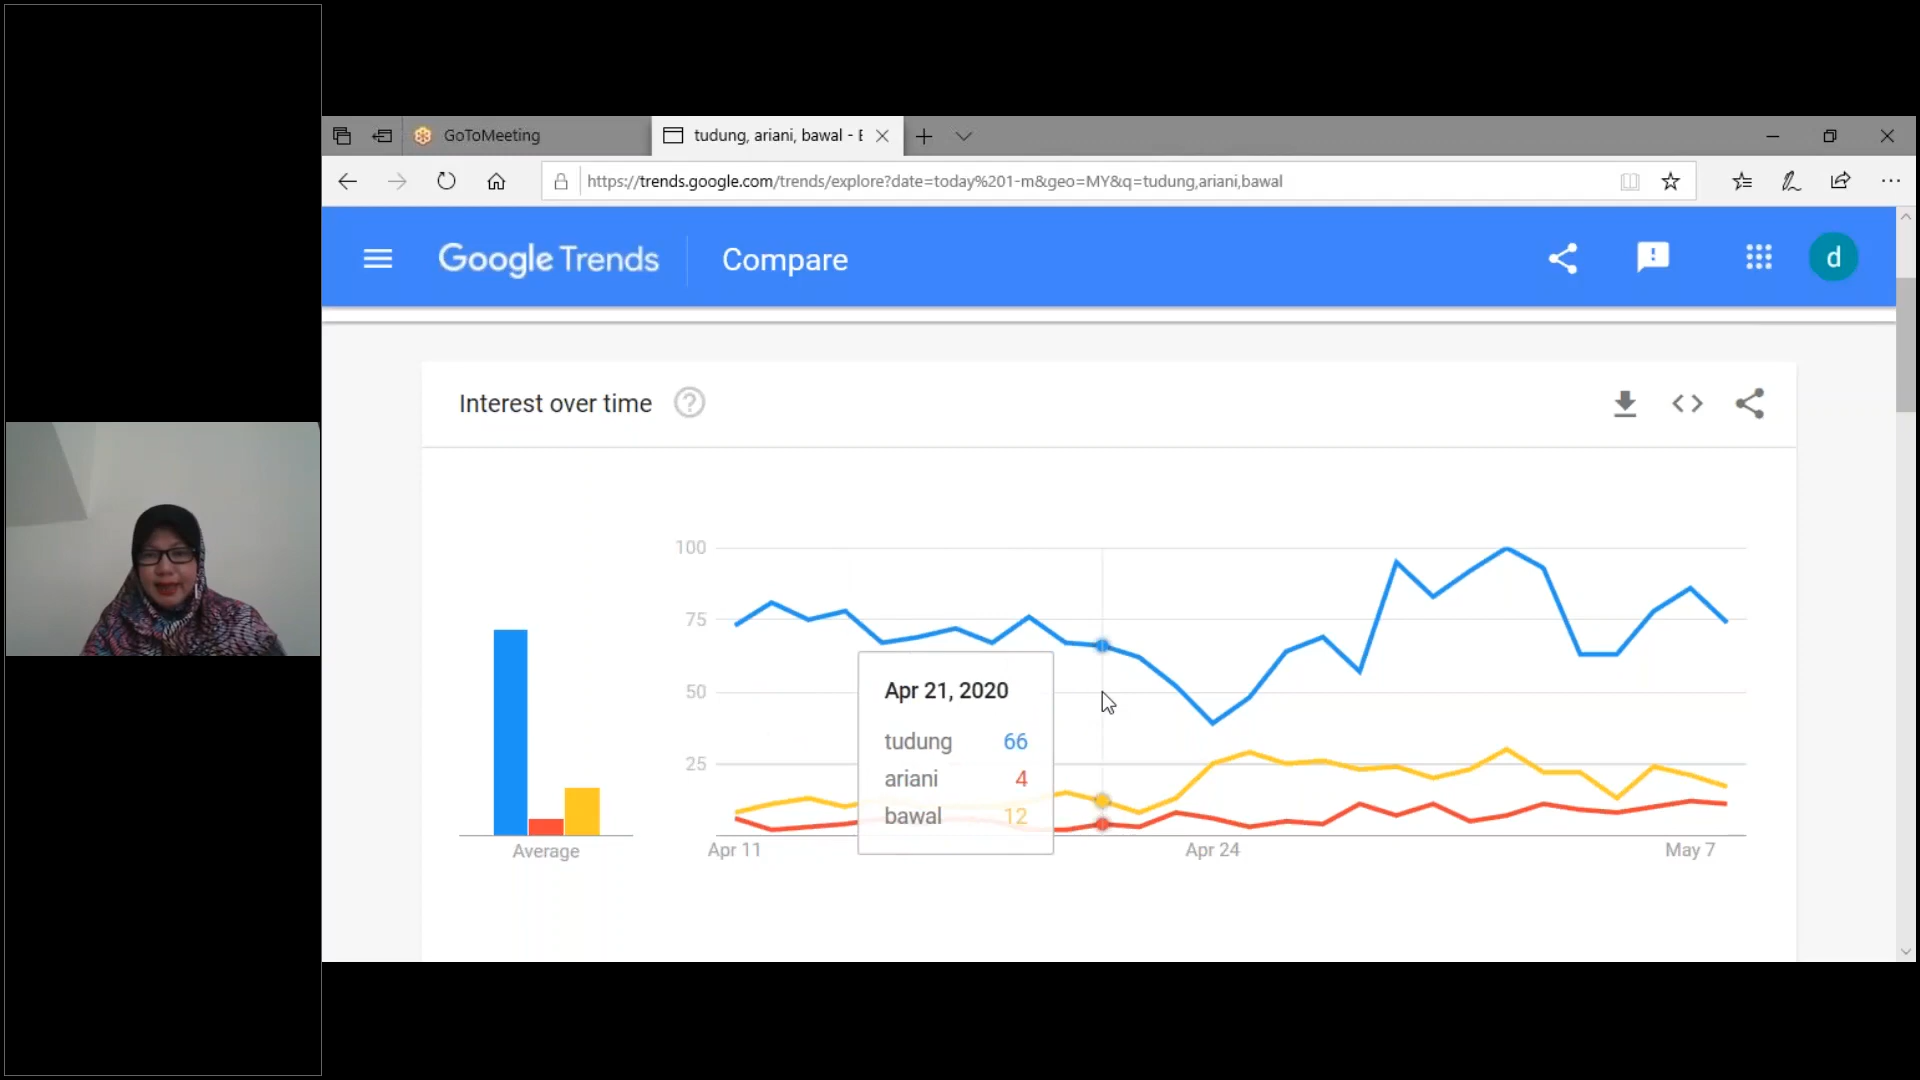 GoToMeeting
tudung, ariani, bawal - E
https://trends.google.com/trends/explore?date=today%201-m&geo=MY&q=tudung,ariani,bawal
Google Trends
Compare
d
Interest over time
100
75
50
25
Apr 21, 2020
tudung 66
ariani 4
bawal 12
Average
Apr 11
Apr 24
May 7